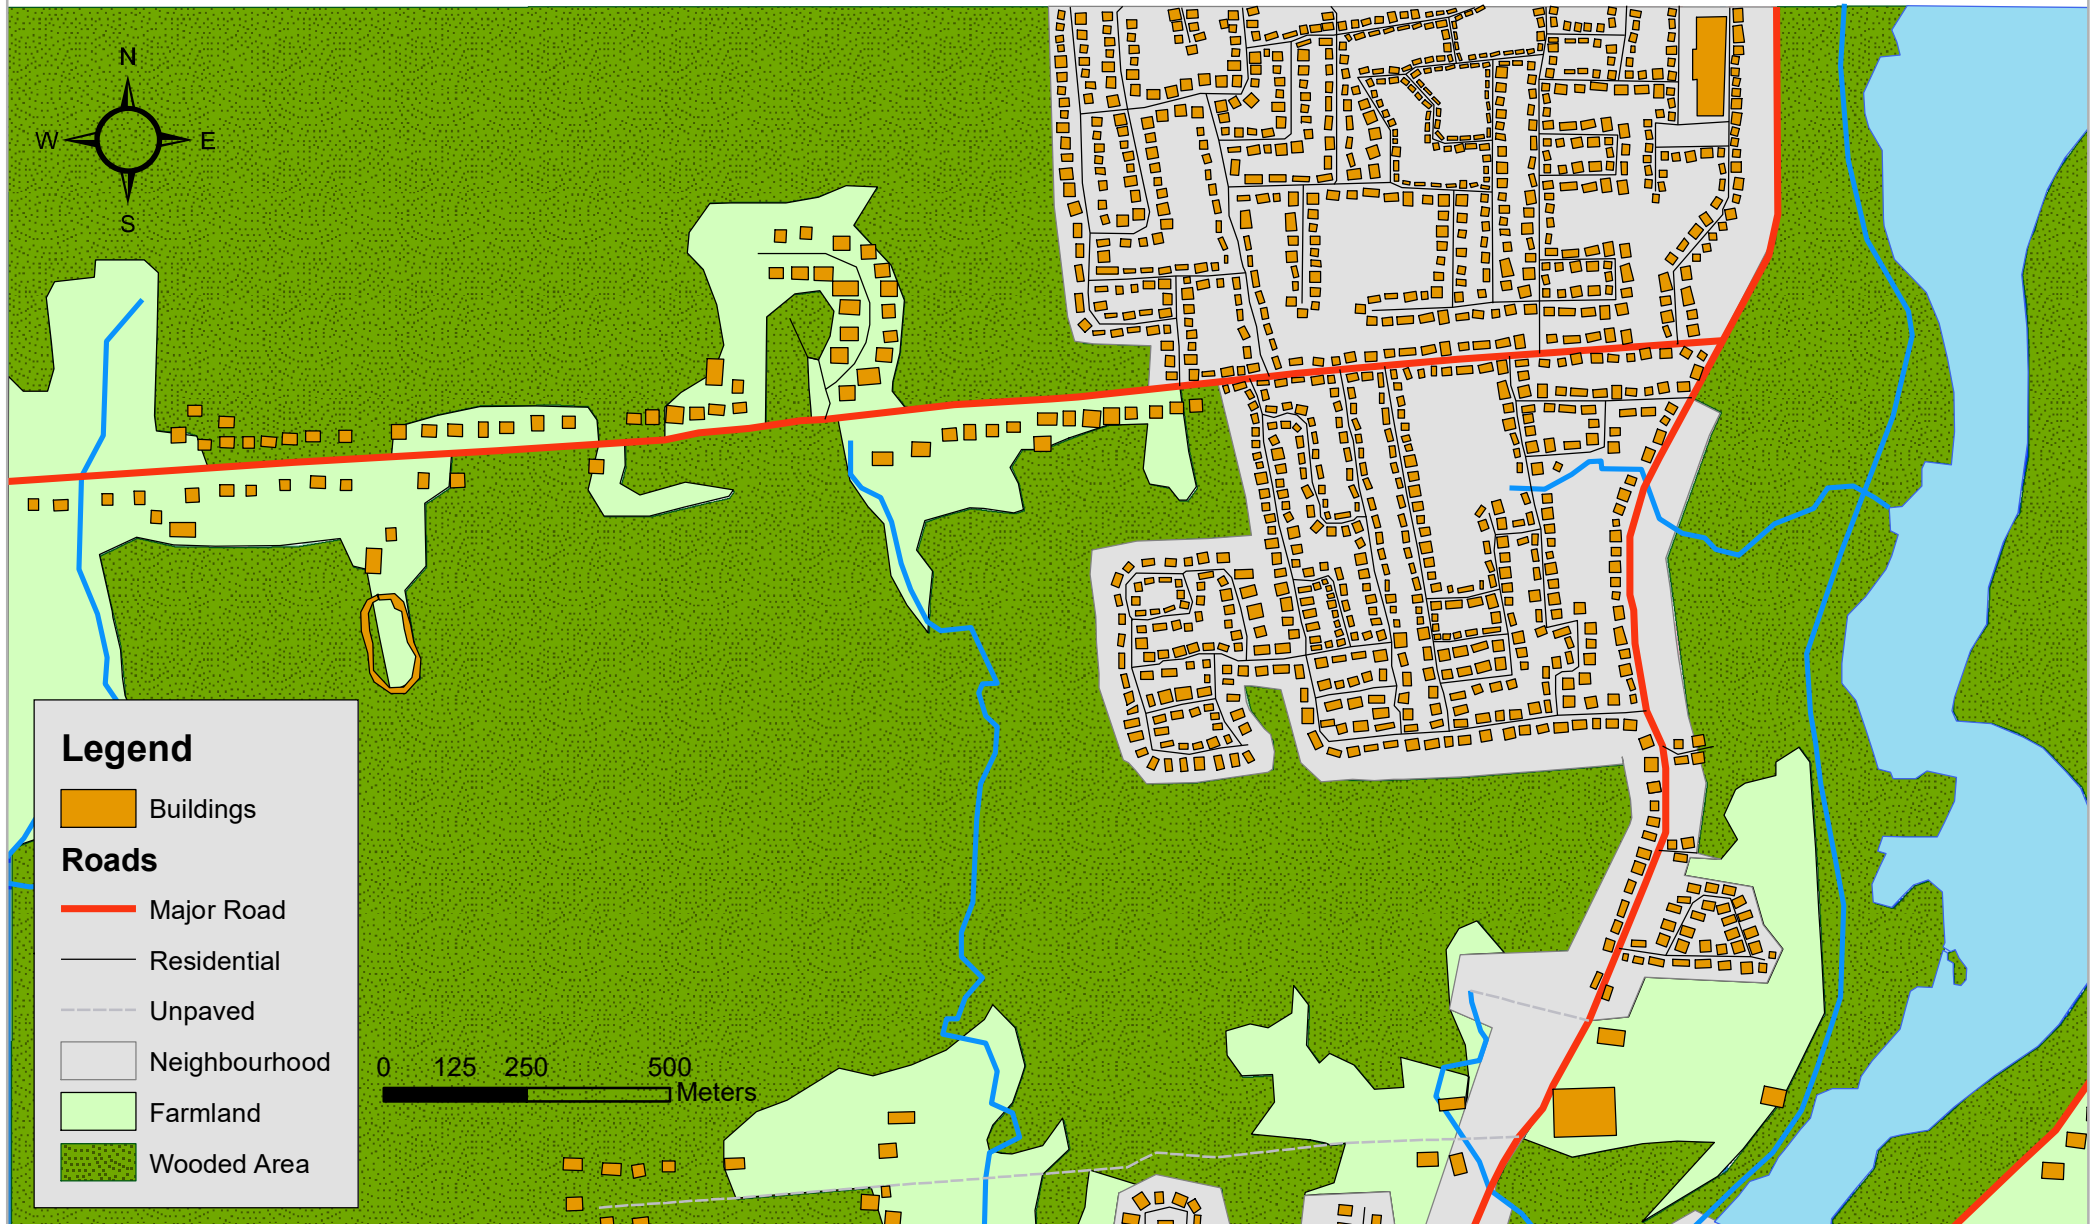 N
W E
S
Legend
Buildings
Roads
Major Road
Residential
Unpaved
Neighbourhood
Farmland
Wooded Area
0 125 250 500
Meters